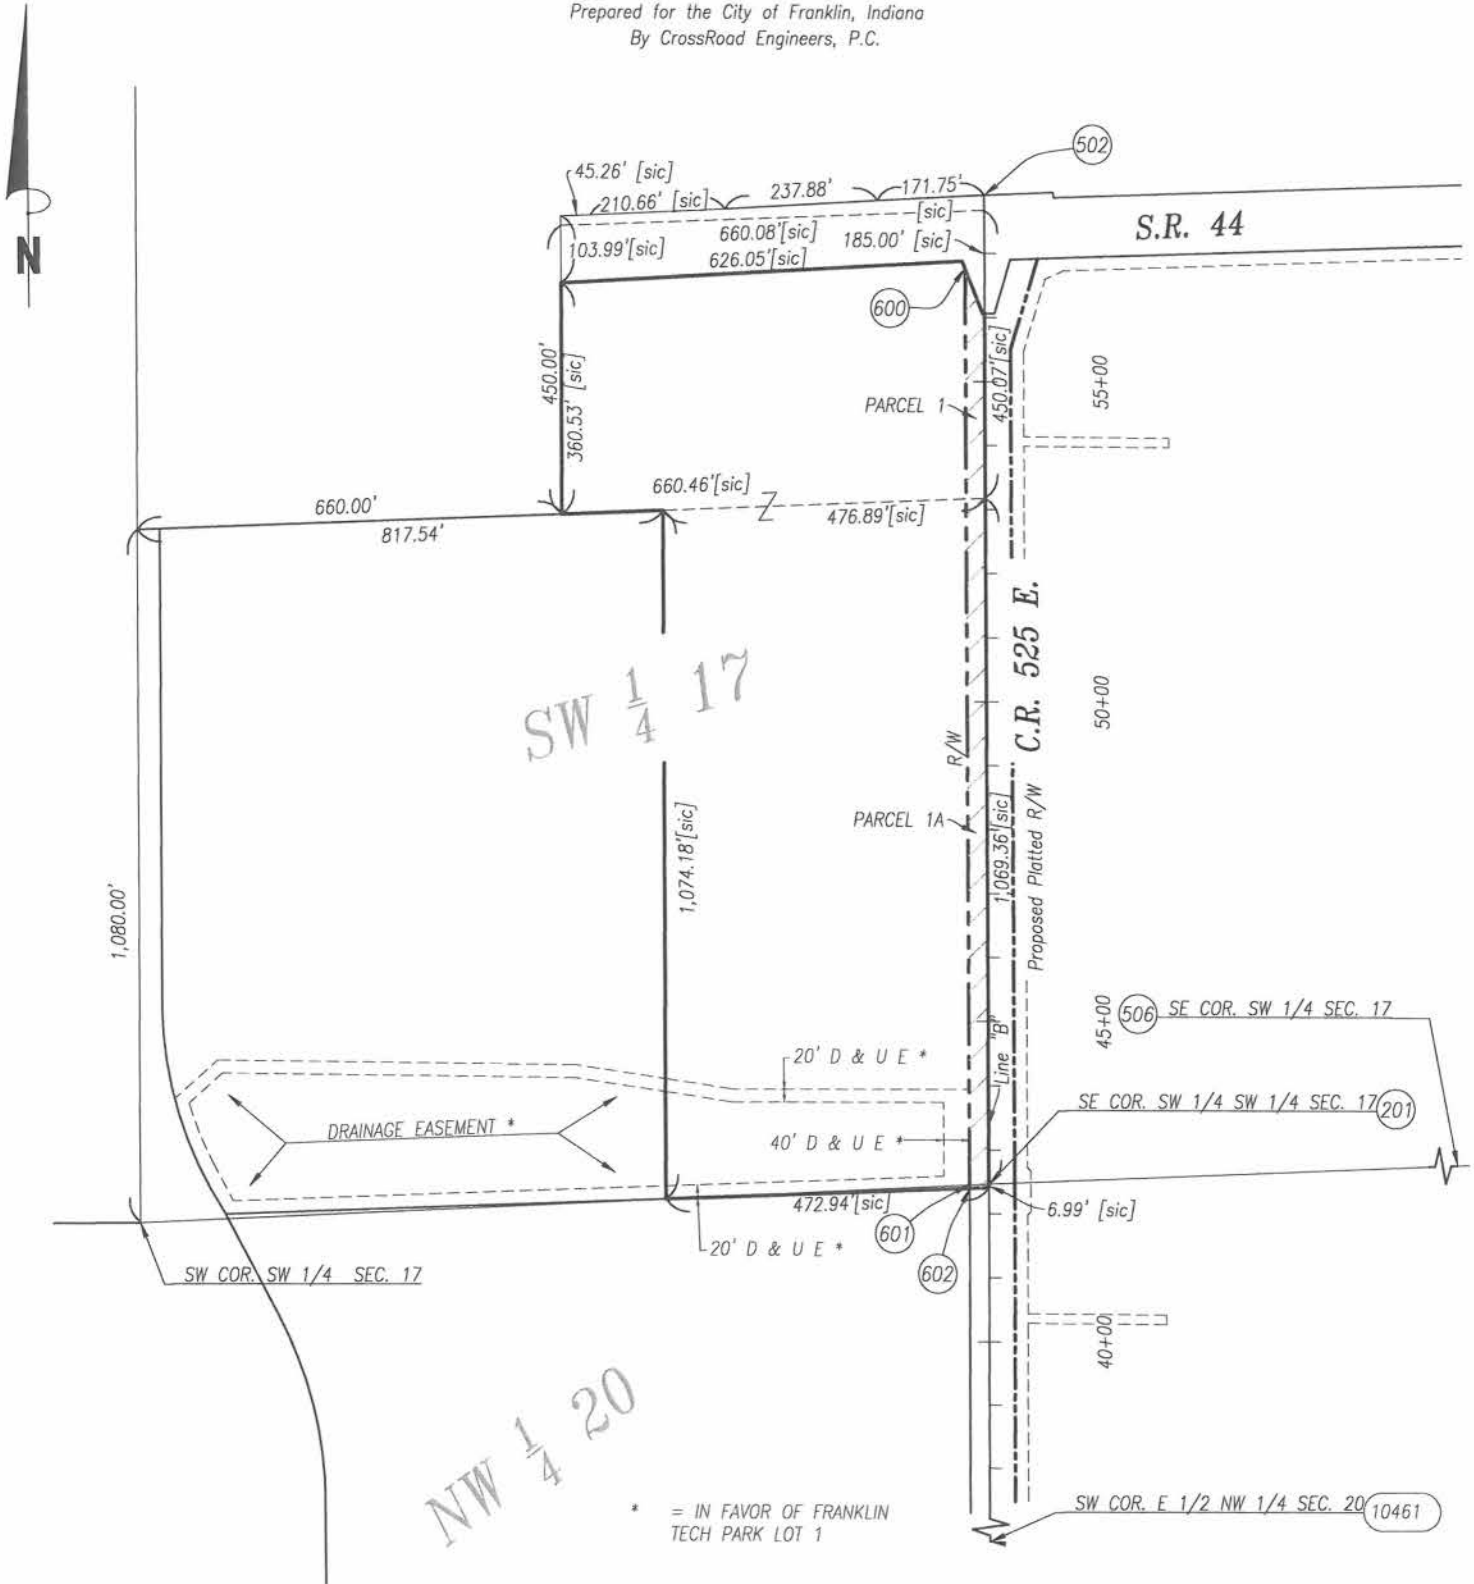 Prepared for the City of Franklin, Indiana
By CrossRoad Engineers, P.C.
N
502
45.26' [sic]
210.66' [sic]
237.88'
171.75'
[sic]
660.08'[sic]
185.00' [sic]
103.99'[sic]
626.05'[sic]
S.R. 44
600
450.00'
360.53' [sic]
450.07'[sic]
PARCEL 1
55+00
660.00'
817.54'
660.46'[sic]
Z
476.89'[sic]
C.R. 525 E.
SW 1/4 17
50+00
R/W
PARCEL 1A
1,074.18'[sic]
1,069.36'[sic]
Proposed Platted R/W
1,080.00'
45+00
506 SE COR. SW 1/4 SEC. 17
Line "B"
20' D & U E *
SE COR. SW 1/4 SW 1/4 SEC. 17 201
DRAINAGE EASEMENT *
40' D & U E *
472.94'[sic]
6.99' [sic]
601
20' D & U E *
602
SW COR. SW 1/4 SEC. 17
40+00
NW 1/4 20
* = IN FAVOR OF FRANKLIN
TECH PARK LOT 1
SW COR. E 1/2 NW 1/4 SEC. 20 10461